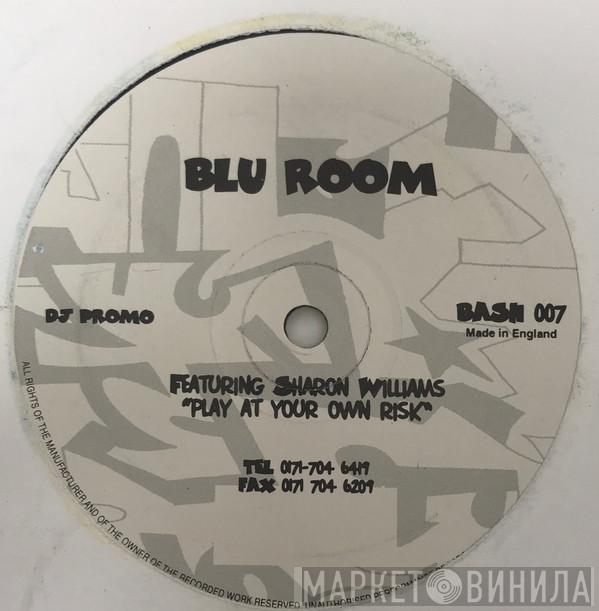 BLU ROOM
DJ PROMO
BASH 007
Made in England
FEATURING SHARON WILLIAMS
"PLAY AT YOUR OWN RISK"
TEL 0171-704 6419
FAX 0171 704 6209
ALL RIGHTS OF THE MANUFACTURER AND OF THE OWNER OF THE RECORDED WORK RESERVED. UNAUTHORISED
МАРКЕТ ВИНИЛА